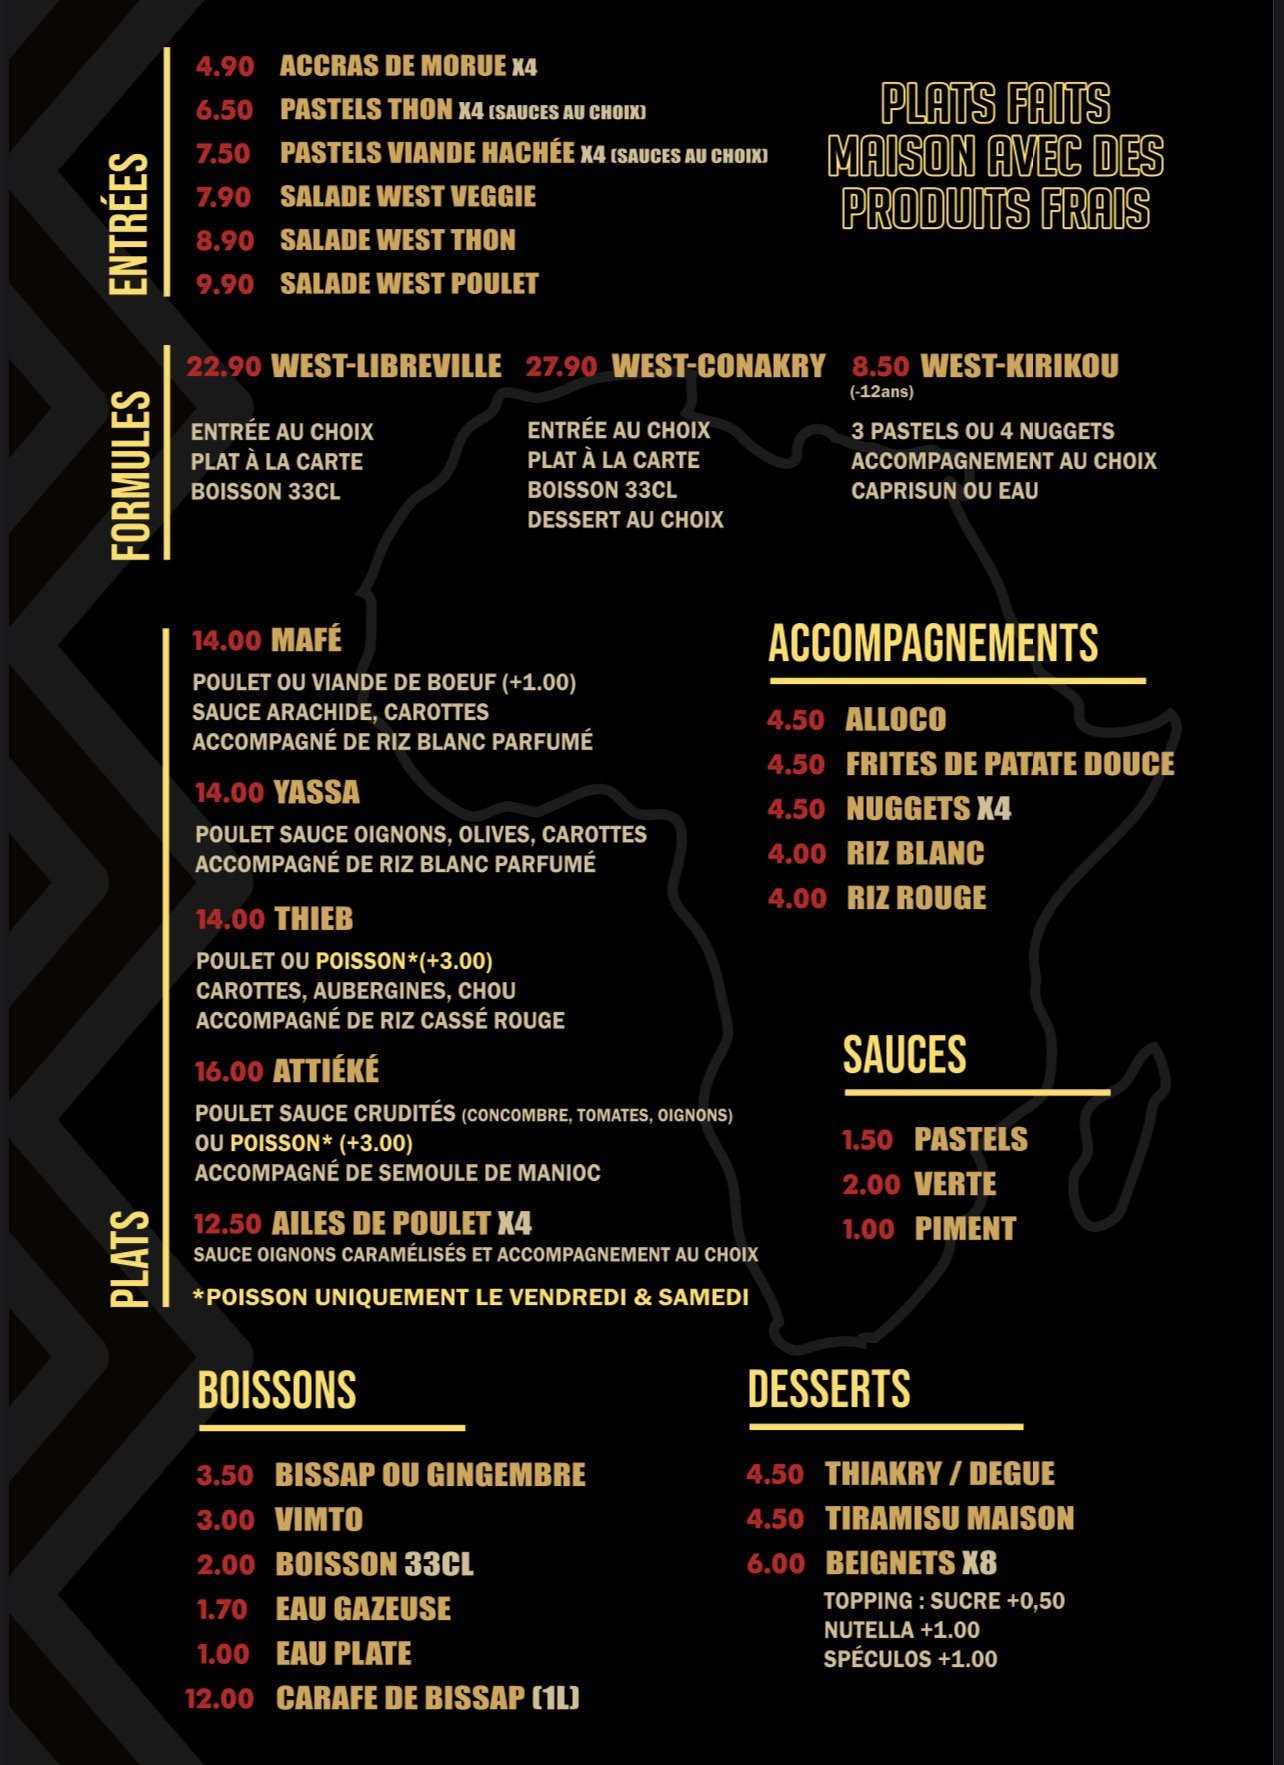 ENTRÉES
4.90 ACCRAS DE MORUE X4
6.50 PASTELS THON X4 (SAUCES AU CHOIX)
7.50 PASTELS VIANDE HACHÉE X4 (SAUCES AU CHOIX)
7.90 SALADE WEST VEGGIE
8.90 SALADE WEST THON
9.90 SALADE WEST POULET
PLATS FAITS
MAISON AVEC DES
PRODUITS FRAIS
FORMULES
22.90 WEST-LIBREVILLE
ENTRÉE AU CHOIX
PLAT À LA CARTE
BOISSON 33CL
27.90 WEST-CONAKRY
ENTRÉE AU CHOIX
PLAT À LA CARTE
BOISSON 33CL
DESSERT AU CHOIX
8.50 WEST-KIRIKOU
(-12ans)
3 PASTELS OU 4 NUGGETS
ACCOMPAGNEMENT AU CHOIX
CAPRISUN OU EAU
PLATS
14.00 MAFÉ
POULET OU VIANDE DE BOEUF (+1.00)
SAUCE ARACHIDE, CAROTTES
ACCOMPAGNÉ DE RIZ BLANC PARFUMÉ
14.00 YASSA
POULET SAUCE OIGNONS, OLIVES, CAROTTES
ACCOMPAGNÉ DE RIZ BLANC PARFUMÉ
14.00 THIEB
POULET OU POISSON*(+3.00)
CAROTTES, AUBERGINES, CHOU
ACCOMPAGNÉ DE RIZ CASSÉ ROUGE
16.00 ATTIÉKÉ
POULET SAUCE CRUDITÉS (CONCOMBRE, TOMATES, OIGNONS)
OU POISSON* (+3.00)
ACCOMPAGNÉ DE SEMOULE DE MANIOC
12.50 AILES DE POULET X4
SAUCE OIGNONS CARAMÉLISÉS ET ACCOMPAGNEMENT AU CHOIX
*POISSON UNIQUEMENT LE VENDREDI & SAMEDI
ACCOMPAGNEMENTS
4.50 ALLOCO
4.50 FRITES DE PATATE DOUCE
4.50 NUGGETS X4
4.00 RIZ BLANC
4.00 RIZ ROUGE
SAUCES
1.50 PASTELS
2.00 VERTE
1.00 PIMENT
BOISSONS
3.50 BISSAP OU GINGEMBRE
3.00 VIMTO
2.00 BOISSON 33CL
1.70 EAU GAZEUSE
1.00 EAU PLATE
12.00 CARAFE DE BISSAP (1L)
DESSERTS
4.50 THIAKRY / DEGUE
4.50 TIRAMISU MAISON
6.00 BEIGNETS X8
TOPPING : SUCRE +0,50
NUTELLA +1.00
SPÉCULOS +1.00